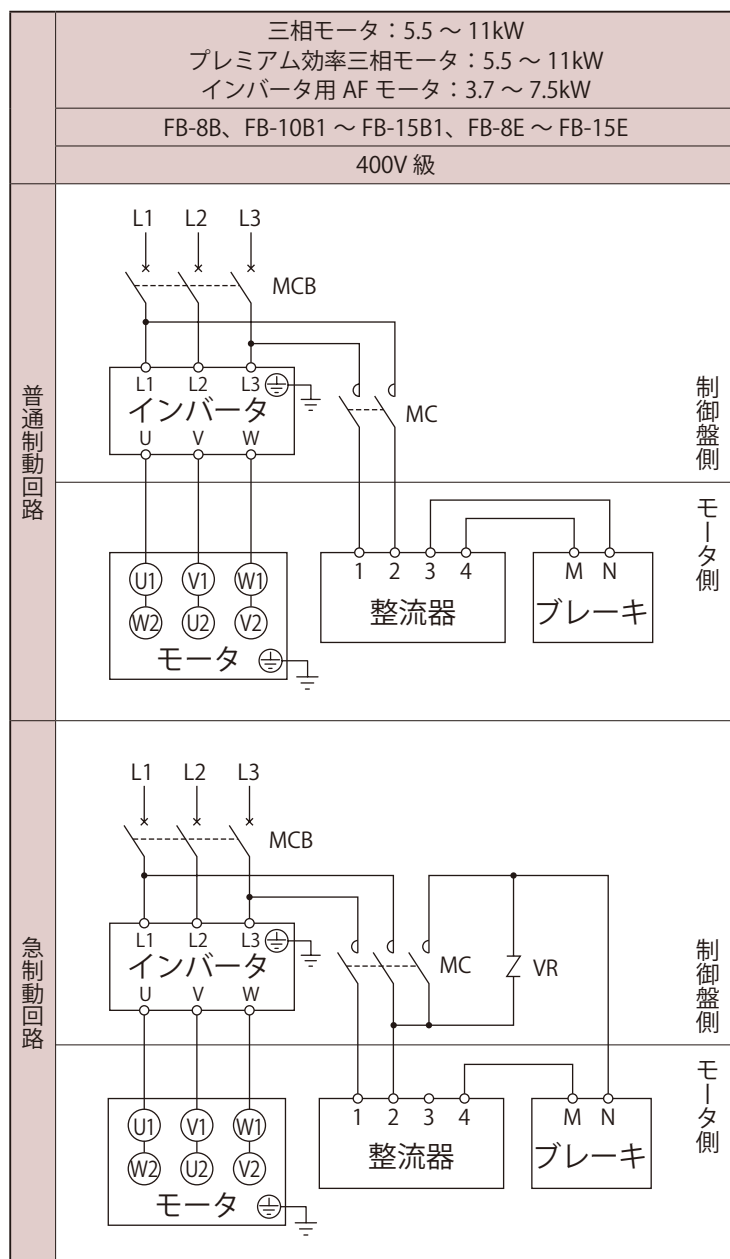 三相モータ：5.5 ～ 11kW
プレミアム効率三相モータ：5.5 ～ 11kW
インバータ用 AF モータ：3.7 ～ 7.5kW
FB-8B、FB-10B1 ～ FB-15B1、FB-8E ～ FB-15E
400V 級
普通制動回路
L1 L2 L3
MCB
L1 L2 L3
インバータ
U V W
MC
制御盤側
モータ側
1 2 3 4
整流器
M N
ブレーキ
U1 V1 W1
W2 U2 V2
モータ
急制動回路
L1 L2 L3
MCB
L1 L2 L3
インバータ
U V W
MC
VR
制御盤側
モータ側
1 2 3 4
整流器
M N
ブレーキ
U1 V1 W1
W2 U2 V2
モータ